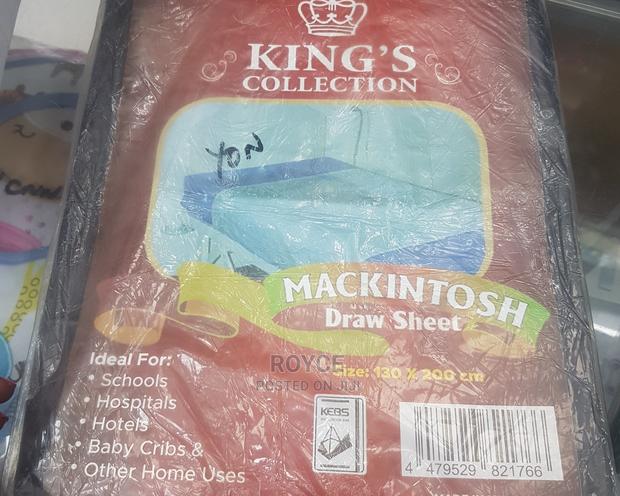 KING'S
COLLECTION
YON
MACKINTOSH
Draw Sheet
Size: 130 X 200 cm
Ideal For:
• Schools
• Hospitals
• Hotels
• Baby Cribs &
• Other Home Uses
ROYCE
POSTED ON JIJI
KEBS
4 479529 821766